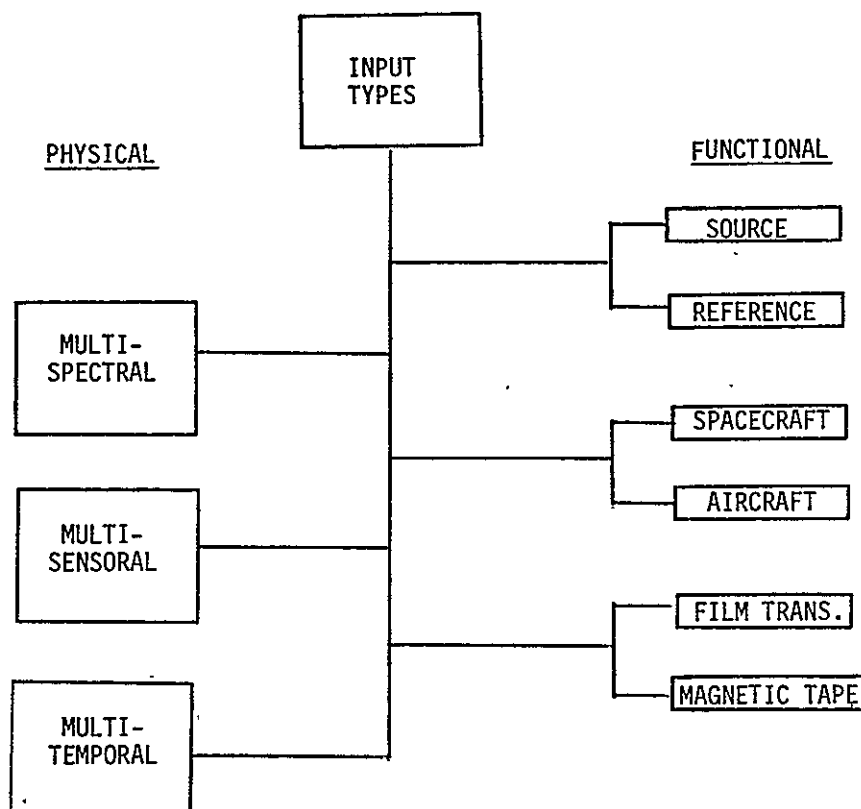 INPUT
TYPES
PHYSICAL
FUNCTIONAL
SOURCE
REFERENCE
MULTI-
SPECTRAL
SPACECRAFT
AIRCRAFT
MULTI-
SENSORAL
FILM TRANS.
MAGNETIC TAPE
MULTI-
TEMPORAL